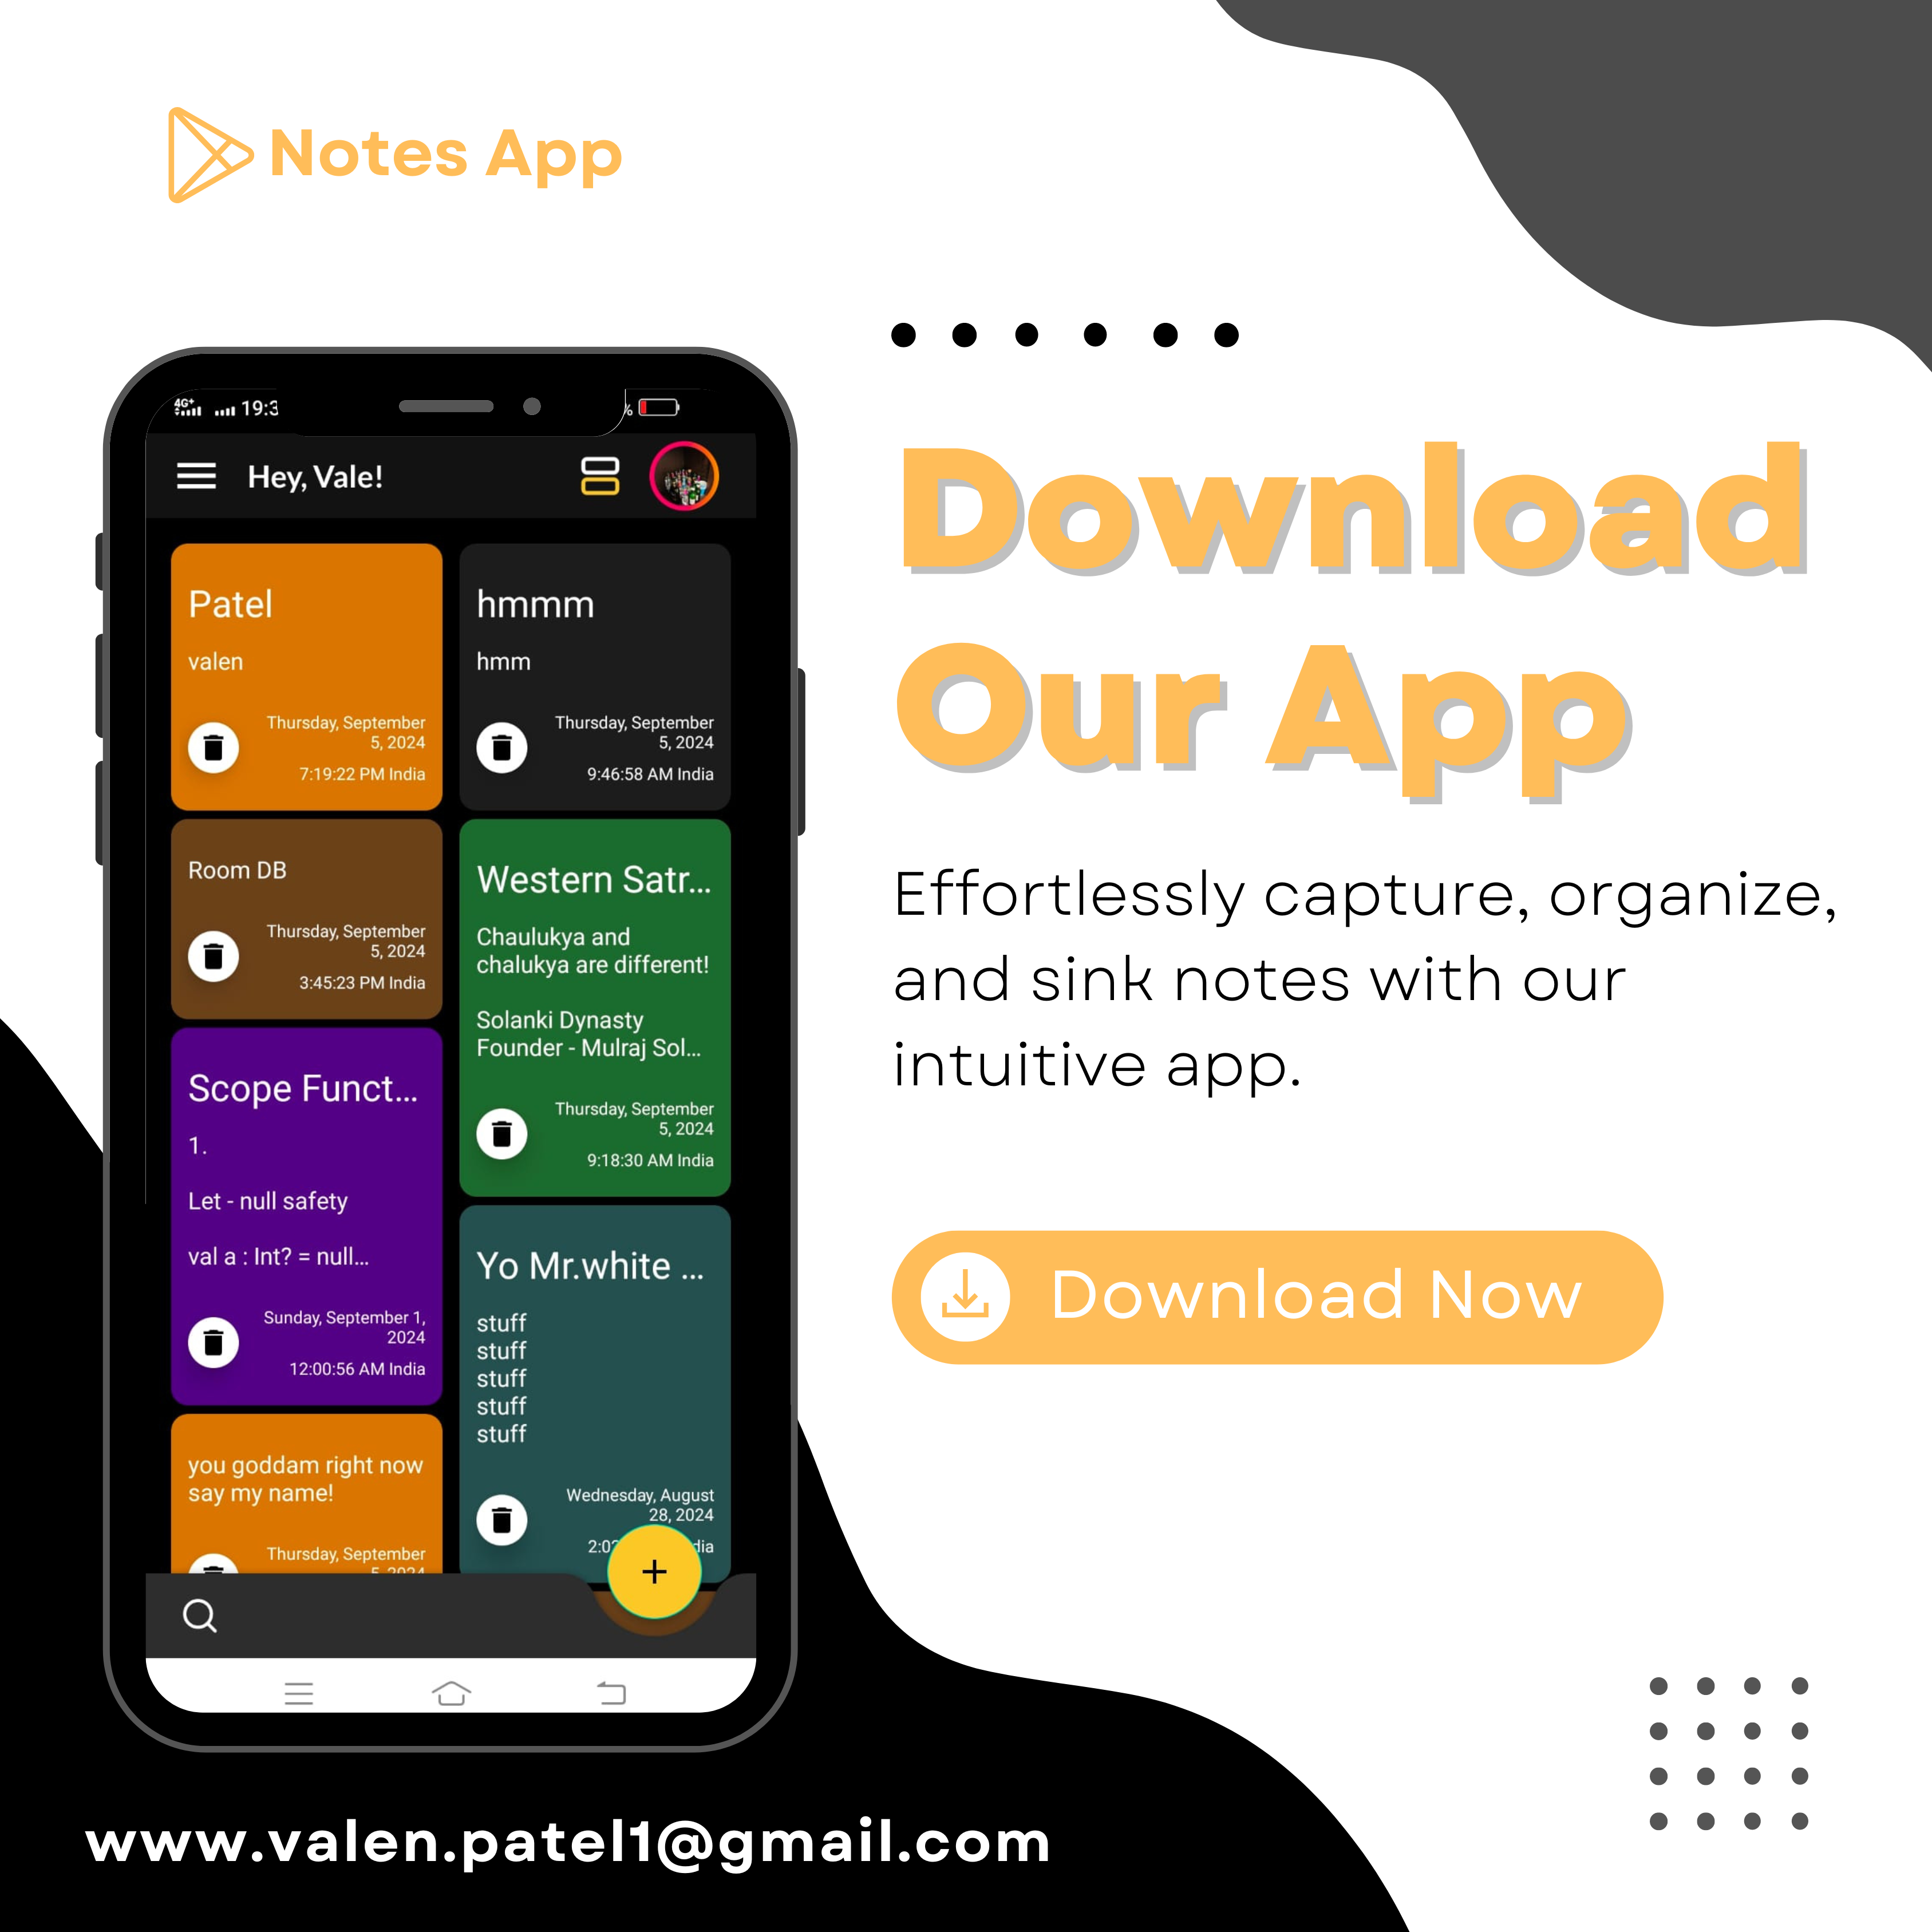 Notes App
4G+ 19:3
%
Hey, Vale!
Patel
valen
Thursday, September
5, 2024
7:19:22 PM India
hmmm
hmm
Thursday, September
5, 2024
9:46:58 AM India
Room DB
Thursday, September
5, 2024
3:45:23 PM India
Western Satr...
Chaulukya and
chalukya are different!
Solanki Dynasty
Founder - Mulraj Sol...
Thursday, September
5, 2024
9:18:30 AM India
Scope Funct...
1.
Let - null safety
val a : Int? = null...
Sunday, September 1,
2024
12:00:56 AM India
Yo Mr.white ...
stuff
stuff
stuff
stuff
stuff
Wednesday, August
28, 2024
you goddam right now
say my name!
Thursday, September
5, 2024
Download
Our App
Effortlessly capture, organize,
and sink notes with our
intuitive app.
Download Now
www.valen.patel1@gmail.com